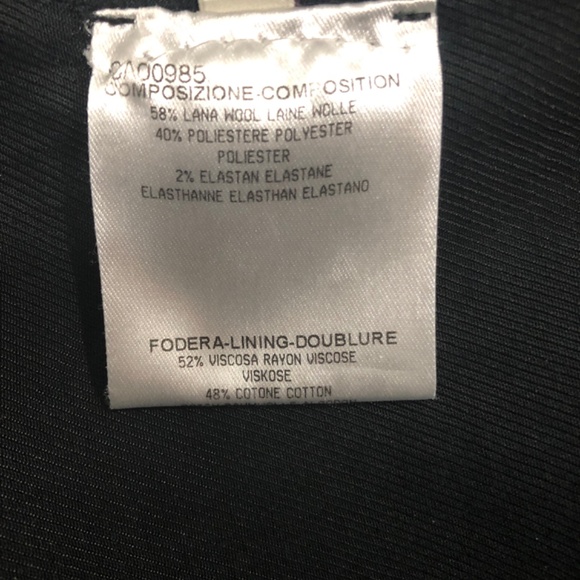 CA00985
COMPOSIZIONE-COMPOSITION
58% LANA WOOL LAINE WOLLE
40% POLIESTERE POLYESTER
POLIESTER
2% ELASTAN ELASTANE
ELASTHANNE ELASTHAN ELASTANO
FODERA-LINING-DOUBLURE
52% VISCOSA RAYON VISCOSE
VISKOSE
48% COTONE COTTON